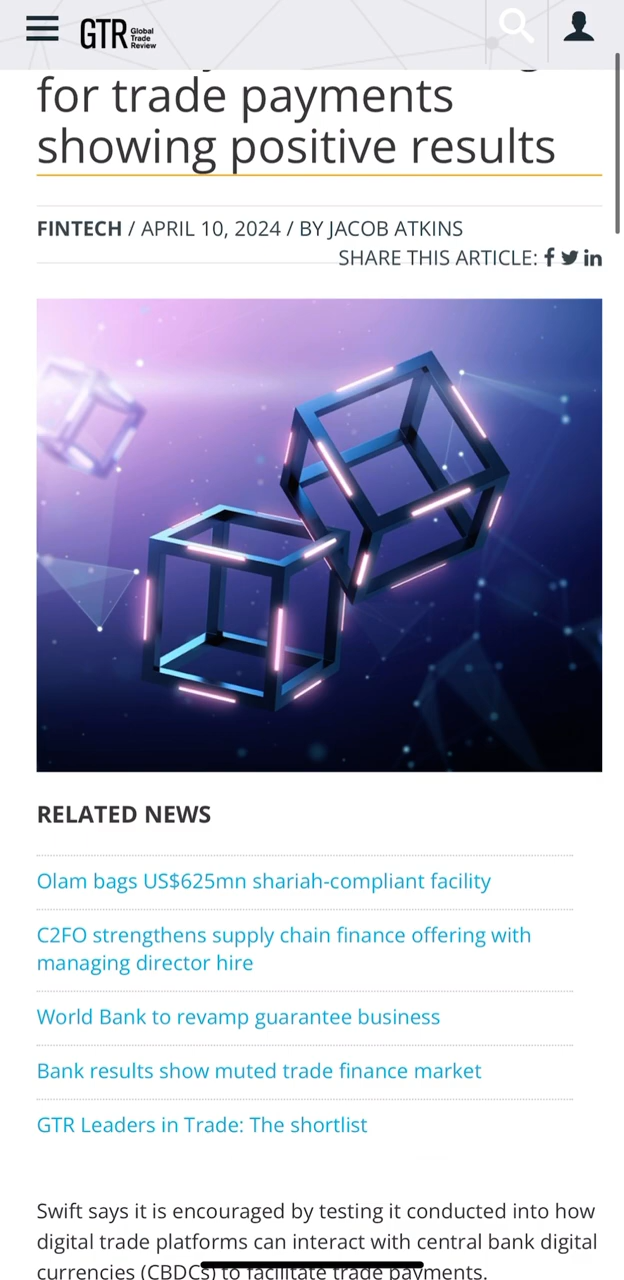 GTR Global
Trade
Review
for trade payments
showing positive results
FINTECH / APRIL 10, 2024 / BY JACOB ATKINS
SHARE THIS ARTICLE:
RELATED NEWS
Olam bags US$625mn shariah-compliant facility
C2FO strengthens supply chain finance offering with
managing director hire
World Bank to revamp guarantee business
Bank results show muted trade finance market
GTR Leaders in Trade: The shortlist
Swift says it is encouraged by testing it conducted into how
digital trade platforms can interact with central bank digital
currencies (CBDCs) to facilitate trade payments.